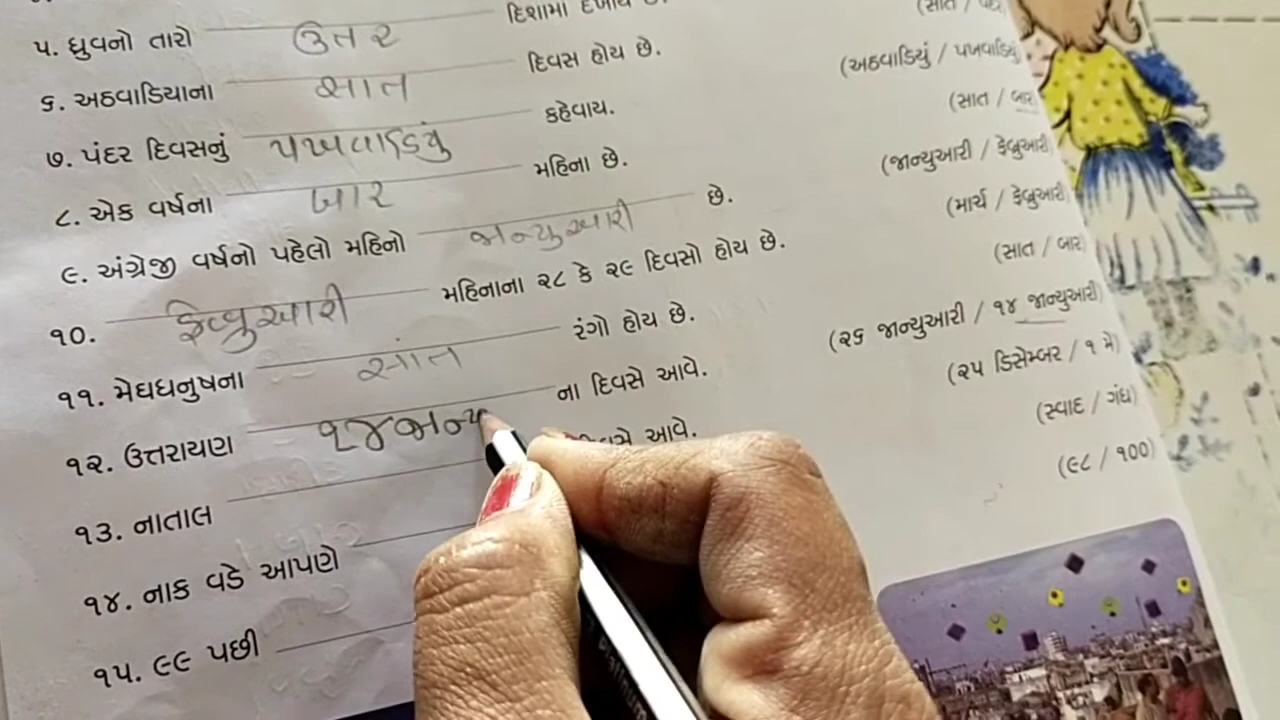 (સાત /
૫. ધ્રુવનો તારો ઉતર દિશામાં દેખાય છે.
૬. અઠવાડિયાના સાત દિવસ હોય છે. (અઠવાડિયું / પખવાડિયું)
૭. પંદર દિવસનું પખવાડિયું કહેવાય. (સાત / બાર
૮. એક વર્ષના બાર મહિના છે. (જાન્યુઆરી / ફેબ્રુઆરી)
૯. અંગ્રેજી વર્ષનો પહેલો મહિનો જાન્યુઆરી છે. (માર્ચ / ફેબ્રુઆરી)
૧૦. ફેબ્રુઆરી મહિનાના ૨૮ કે ૨૯ દિવસો હોય છે. (સાત / બાર)
૧૧. મેઘધનુષના સાત રંગો હોય છે. (૨૬ જાન્યુઆરી / ૧૪ જાન્યુઆરી)
૧૨. ઉત્તરાયણ ૧૪ જાન્યુ ના દિવસે આવે. (૨૫ ડિસેમ્બર / ૧ મે)
૧૩. નાતાલ દિવસે આવે. (સ્વાદ / ગંધ)
૧૪. નાક વડે આપણે (૯૮ / ૧૦૦)
૧૫. ૯૯ પછી